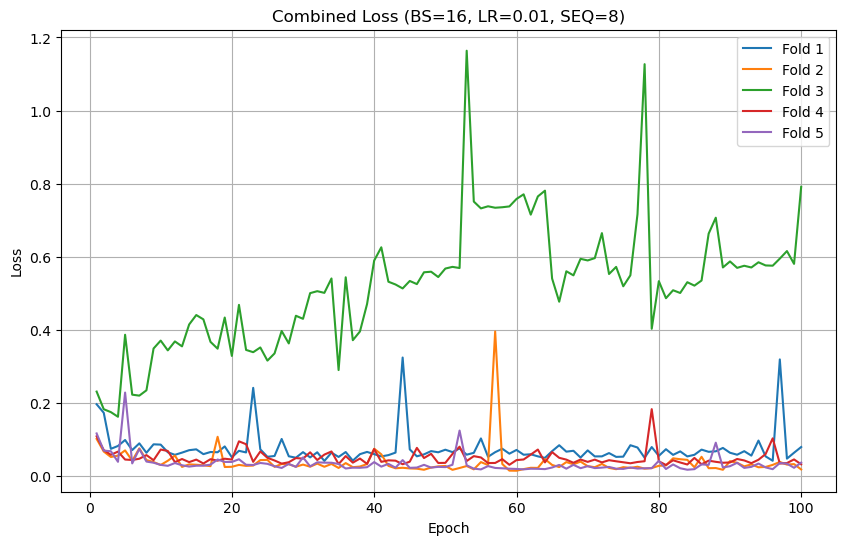 Combined Loss (BS=16, LR=0.01, SEQ=8)
1.2
1.0
0.8
0.6
0.4
0.2
0.0
Loss
Fold 1
Fold 2
Fold 3
Fold 4
Fold 5
0 20 40 60 80 100
Epoch